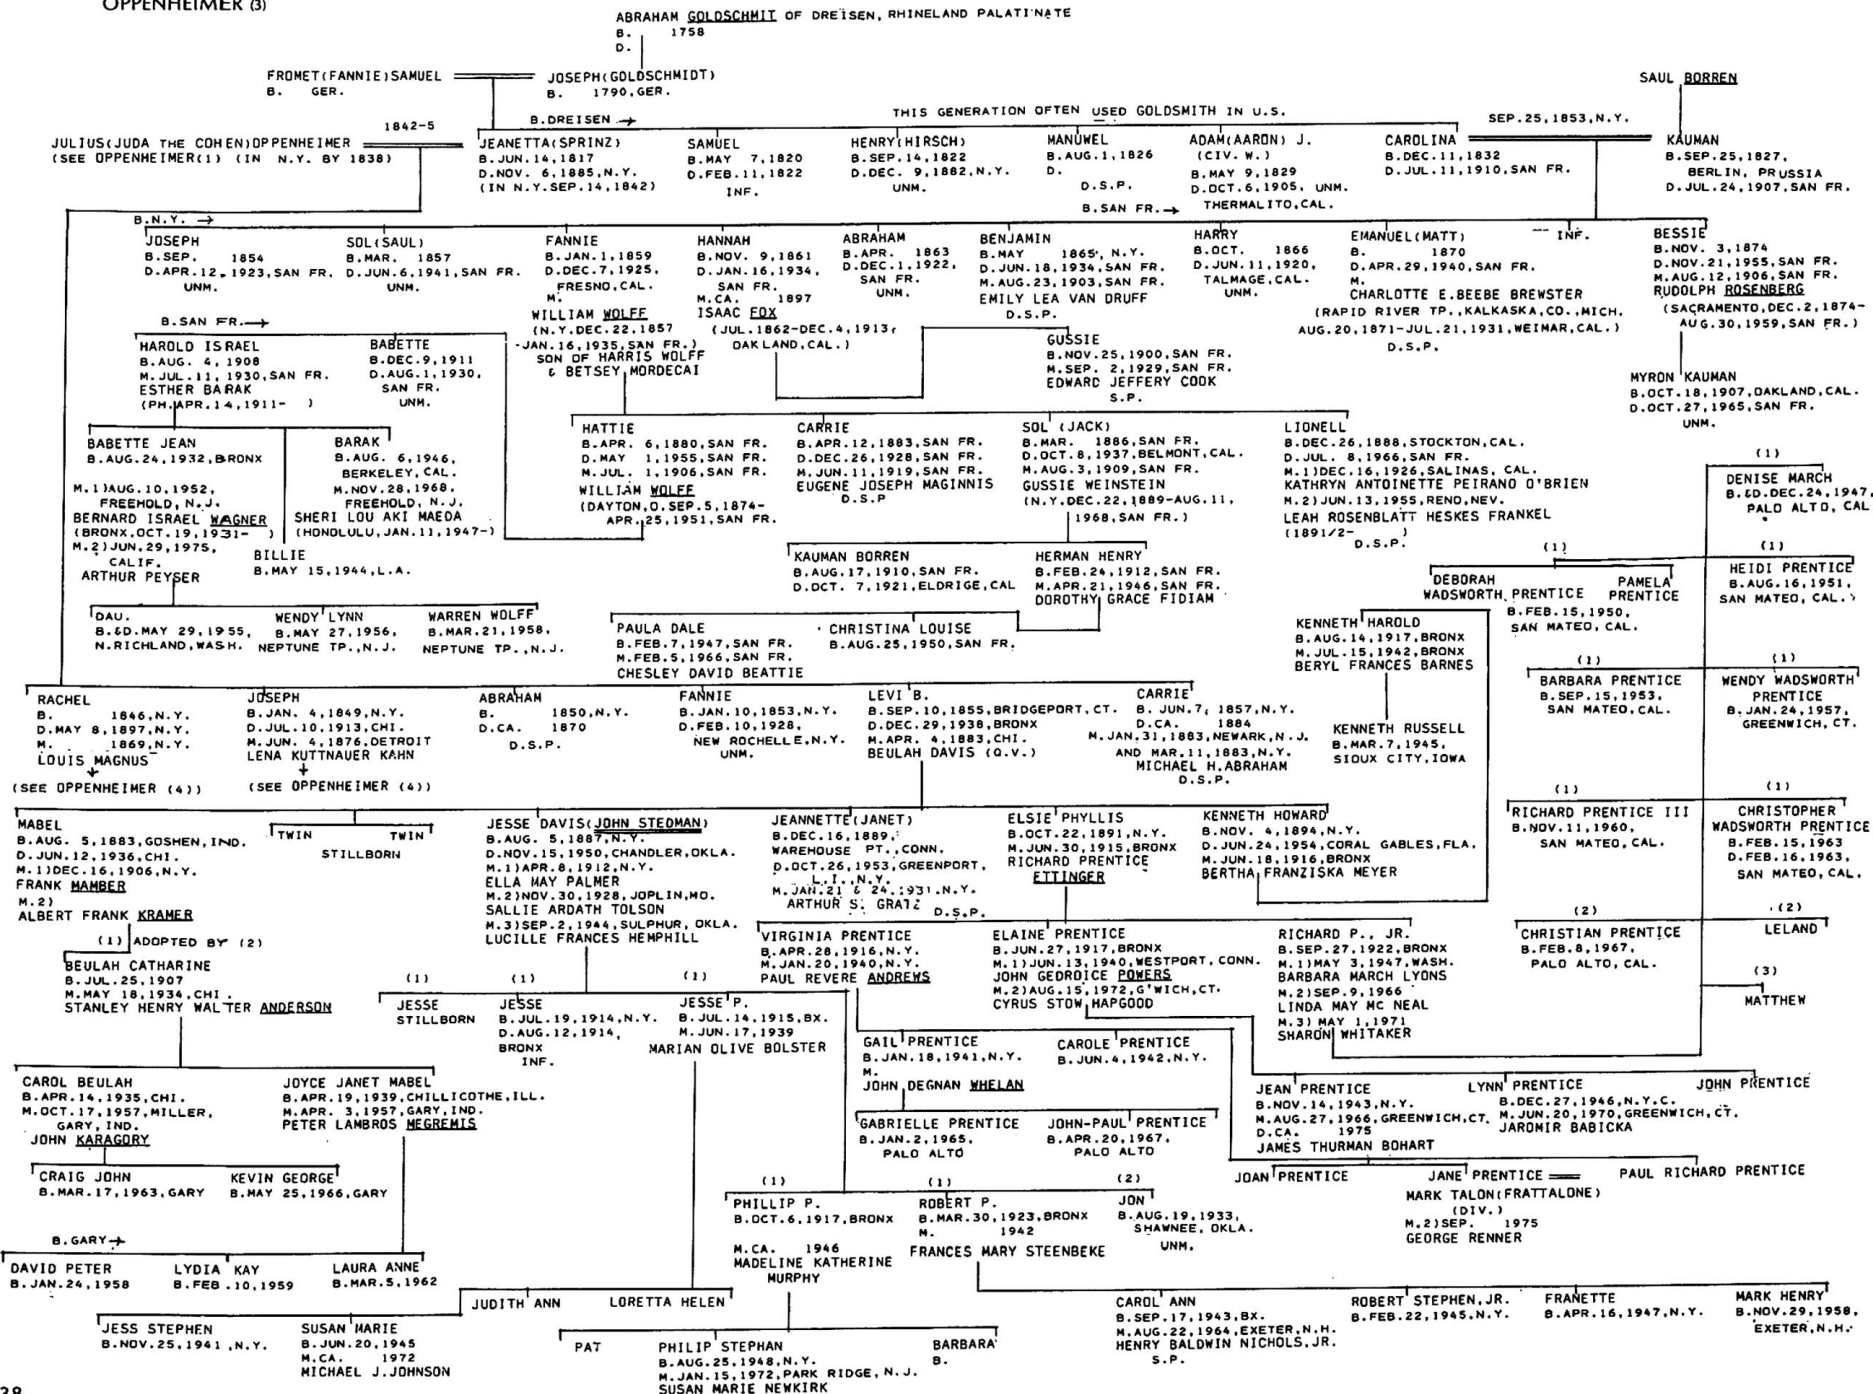 OPPENHEIMER (3)
ABRAHAM GOLDSCHMIT OF DREISEN, RHINELAND PALATINATE
B. 1758
D.
FROMET(FANNIE)SAMUEL
B. GER.
JOSEPH(GOLDSCHMIDT)
B. 1790,GER.
SAUL BORREN
THIS GENERATION OFTEN USED GOLDSMITH IN U.S.
SEP.25,1853,N.Y.
1842-5
B.DREISEN →
JULIUS(JUDA THE COHEN)OPPENHEIMER
(SEE OPPENHEIMER(1) (IN N.Y. BY 1838)
JEANETTA(SPRINZ)
B.JUN.14,1817
D.NOV. 6,1885,N.Y.
(IN N.Y.SEP.14,1842)
SAMUEL
B.MAY 7,1820
D.FEB.11,1822
INF.
HENRY(HIRSCH)
B.SEP.14,1822
D.DEC. 9,1882,N.Y.
UNM.
MANUWEL
B.AUG.1,1826
D.
D.S.P.
ADAM(AARON) J.
(CIV. W.)
B.MAY 9,1829
D.OCT.6,1905, UNM.
THERMALITO,CAL.
CAROLINA
B.DEC.11,1832
D.JUL.11,1910,SAN FR.
KAUMAN
B.SEP.25,1827,
BERLIN, PRUSSIA
D.JUL.24,1907,SAN FR.
B.N.Y. →
B.SAN FR.→
JOSEPH
B.SEP. 1854
D.APR.12,1923,SAN FR.
UNM.
SOL(SAUL)
B.MAR. 1857
D.JUN.6,1941,SAN FR.
UNM.
FANNIE
B.JAN.1,1859
D.DEC.7,1925,
FRESNO,CAL.
M.
WILLIAM WOLFF
(N.Y.DEC.22,1857
-JAN.16,1935,SAN FR.)
SON OF HARRIS WOLFF
& BETSEY MORDECAI
HANNAH
B.NOV. 9,1861
D.JAN.16,1934,
SAN FR.
M.CA. 1897
ISAAC FOX
(JUL.1862-DEC.4,1913,
OAKLAND,CAL.)
ABRAHAM
B.APR. 1863
D.DEC.1,1922,
SAN FR.
UNM.
BENJAMIN
B.MAY 1865, N.Y.
D.JUN.18,1934,SAN FR.
M.AUG.23,1903,SAN FR.
EMILY LEA VAN DRUFF
D.S.P.
HARRY
B.OCT. 1866
D.JUN.11,1920,
TALMAGE,CAL.
UNM.
EMANUEL(MATT)
B. 1870
D.APR.29,1940,SAN FR.
M.
CHARLOTTE E.BEEBE BREWSTER
(RAPID RIVER TP.,KALKASKA,CO.,MICH.
AUG.20,1871-JUL.21,1931,WEIMAR,CAL.)
D.S.P.
INF.
BESSIE
B.NOV. 3,1874
D.NOV.21,1955,SAN FR.
M.AUG.12,1906,SAN FR.
RUDOLPH ROSENBERG
(SACRAMENTO,DEC.2,1874-
AUG.30,1959,SAN FR.)
B.SAN FR.→
HAROLD ISRAEL
B.AUG. 4,1908
M.JUL.11,1930,SAN FR.
ESTHER BARAK
(PH.APR.14,1911- )
BABETTE
B.DEC.9,1911
D.AUG.1,1930,
SAN FR.
UNM.
GUSSIE
B.NOV.25,1900,SAN FR.
M.SEP. 2,1929,SAN FR.
EDWARD JEFFERY COOK
S.P.
MYRON KAUMAN
B.OCT.18,1907,OAKLAND,CAL.
D.OCT.27,1965,SAN FR.
UNM.
BABETTE JEAN
B.AUG.24,1932,BRONX
M.1)AUG.10,1952,
FREEHOLD, N.J.
BERNARD ISRAEL WAGNER
(BRONX,OCT.19,1931- )
M.2)JUN.29,1975,
CALIF.
ARTHUR PEYSER
BARAK
B.AUG. 6,1946,
BERKELEY, CAL.
M.NOV.28,1968,
FREEHOLD, N.J.
SHERI LOU AKI MAEDA
(HONOLULU,JAN.11,1947-)
BILLIE
B.MAY 15,1944,L.A.
HATTIE
B.APR. 6,1880,SAN FR.
D.MAY 1,1955,SAN FR.
M.JUL. 1,1906,SAN FR.
WILLIAM WOLFF
(DAYTON,O.SEP.5,1874-
APR.25,1951,SAN FR.
CARRIE
B.APR.12,1883,SAN FR.
D.DEC.26,1928,SAN FR.
M.JUN.11,1919,SAN FR.
EUGENE JOSEPH MAGINNIS
D.S.P
SOL (JACK)
B.MAR. 1886,SAN FR.
D.OCT.8,1937,BELMONT,CAL.
M.AUG.3,1909,SAN FR.
GUSSIE WEINSTEIN
(N.Y.DEC.22,1889-AUG.11,
1968,SAN FR.)
LIONELL
B.DEC.26,1888,STOCKTON,CAL.
D.JUL. 8,1966,SAN FR.
M.1)DEC.16,1926,SALINAS, CAL.
KATHRYN ANTOINETTE PEIRANO O'BRIEN
M.2)JUN.13,1955,RENO,NEV.
LEAH ROSENBLATT HESKES FRANKEL
(1891/2- )
D.S.P.
(1)
DENISE MARCH
B.&D.DEC.24,1947,
PALO ALTO, CAL
KAUMAN BORREN
B.AUG.17,1910,SAN FR.
D.OCT. 7,1921,ELDRIGE,CAL
HERMAN HENRY
B.FEB.24,1912,SAN FR.
M.APR.21,1946,SAN FR.
DOROTHY GRACE FIDIAM
(1)
DEBORAH
WADSWORTH PRENTICE
B.FEB.15,1950,
SAN MATEO, CAL.
PAMELA
PRENTICE
(1)
HEIDI PRENTICE
B.AUG.16,1951,
SAN MATEO, CAL.
DAU.
B.&D.MAY 29,1955,
N.RICHLAND,WASH.
WENDY LYNN
B.MAY 27,1956,
NEPTUNE TP.,N.J.
WARREN WOLFF
B.MAR.21,1958,
NEPTUNE TP.,N.J.
PAULA DALE
B.FEB.7,1947,SAN FR.
M.FEB.5,1966,SAN FR.
CHESLEY DAVID BEATTIE
CHRISTINA LOUISE
B.AUG.25,1950,SAN FR.
KENNETH HAROLD
B.AUG.14,1917,BRONX
M.JUL.15,1942,BRONX
BERYL FRANCES BARNES
(1)
BARBARA PRENTICE
B.SEP.15,1953,
SAN MATEO,CAL.
(1)
WENDY WADSWORTH
PRENTICE
B.JAN.24,1957,
GREENWICH, CT.
RACHEL
B. 1846,N.Y.
D.MAY 8,1897,N.Y.
M. 1869,N.Y.
LOUIS MAGNUS
(SEE OPPENHEIMER (4))
JOSEPH
B.JAN. 4,1849,N.Y.
D.JUL.10,1913,CHI.
M.JUN. 4,1876,DETROIT
LENA KUTTNAUER KAHN
(SEE OPPENHEIMER (4))
ABRAHAM
B. 1850,N.Y.
D.CA. 1870
D.S.P.
FANNIE
B.JAN.10,1853,N.Y.
D.FEB.10,1928,
NEW ROCHELLE,N.Y.
UNM.
LEVI B.
B.SEP.10,1855,BRIDGEPORT,CT.
D.DEC.29,1938,BRONX
M.APR. 4,1883,CHI.
BEULAH DAVIS (Q.V.)
CARRIE
B. JUN.7, 1857,N.Y.
D.CA. 1884
M.JAN.31,1883,NEWARK,N.J.
AND MAR.11,1883,N.Y.
MICHAEL H.ABRAHAM
D.S.P.
KENNETH RUSSELL
B.MAR.7,1945,
SIOUX CITY,IOWA
(1)
RICHARD PRENTICE III
B.NOV.11,1960,
SAN MATEO, CAL.
(1)
CHRISTOPHER
WADSWORTH PRENTICE
B.FEB.15,1963
D.FEB.16,1963,
SAN MATEO, CAL.
MABEL
B.AUG. 5,1883,GOSHEN,IND.
D.JUN.12,1936,CHI.
M.1)DEC.16,1906,N.Y.
FRANK MAMBER
M.2)
ALBERT FRANK KRAMER
TWIN TWIN
STILLBORN
JESSE DAVIS(JOHN STEDMAN)
B.AUG. 5,1887,N.Y.
D.NOV.15,1950,CHANDLER,OKLA.
M.1)APR.8,1912,N.Y.
ELLA MAY PALMER
M.2)NOV.30,1928,JOPLIN,MO.
SALLIE ARDATH TOLSON
M.3)SEP.2,1944,SULPHUR, OKLA.
LUCILLE FRANCES HEMPHILL
JEANNETTE(JANET)
B.DEC.16,1889,
WAREHOUSE PT.,CONN.
D.OCT.26,1953,GREENPORT,
L.I.,N.Y.
M.JAN.21 & 24,1931,N.Y.
ARTHUR S. GRATZ
D.S.P.
ELSIE PHYLLIS
B.OCT.22,1891,N.Y.
M.JUN.30,1915,BRONX
RICHARD PRENTICE
ETTINGER
KENNETH HOWARD
B.NOV. 4,1894,N.Y.
D.JUN.24,1954,CORAL GABLES,FLA.
M.JUN.18,1916,BRONX
BERTHA FRANZISKA MEYER
(2)
CHRISTIAN PRENTICE
B.FEB.8,1967,
PALO ALTO, CAL.
(2)
LELAND
(3)
MATTHEW
(1) ADOPTED BY (2)
BEULAH CATHARINE
B.JUL.25,1907
M.MAY 18,1934,CHI.
STANLEY HENRY WALTER ANDERSON
VIRGINIA PRENTICE
B.APR.28,1916,N.Y.
M.JAN.20,1940,N.Y.
PAUL REVERE ANDREWS
ELAINE PRENTICE
B.JUN.27,1917,BRONX
M.1)JUN.13,1940,WESTPORT, CONN.
JOHN GEDROICE POWERS
M.2)AUG.15,1972,G'WICH,CT.
CYRUS STOW HAPGOOD
RICHARD P., JR.
B.SEP.27,1922,BRONX
M.1)MAY 3,1947,WASH.
BARBARA MARCH LYONS
M.2)SEP.9,1966
LINDA MAY MC NEAL
M.3) MAY 1,1971
SHARON WHITAKER
(1)
JESSE
STILLBORN
(1)
JESSE
B.JUL.19,1914,N.Y.
D.AUG.12,1914,
BRONX
INF.
(1)
JESSE P.
B.JUL.14,1915,BX.
M.JUN.17,1939
MARIAN OLIVE BOLSTER
GAIL PRENTICE
B.JAN.18,1941,N.Y.
M.
JOHN DEGNAN WHELAN
CAROLE PRENTICE
B.JUN.4,1942,N.Y.
CAROL BEULAH
B.APR.14,1935,CHI.
M.OCT.17,1957,MILLER,
GARY, IND.
JOHN KARAGORY
JOYCE JANET MABEL
B.APR.19,1939,CHILLICOTHE,ILL.
M.APR. 3,1957,GARY,IND.
PETER LAMBROS MEGREMIS
JEAN PRENTICE
B.NOV.14,1943,N.Y.
M.AUG.27,1966,GREENWICH,CT.
D.CA. 1975
JAMES THURMAN BOHART
LYNN PRENTICE
B.DEC.27,1946,N.Y.C.
M.JUN.20,1970,GREENWICH,CT.
JAROMIR BABICKA
JOHN PRENTICE
GABRIELLE PRENTICE
B.JAN.2,1965,
PALO ALTO
JOHN-PAUL PRENTICE
B.APR.20,1967,
PALO ALTO
CRAIG JOHN
B.MAR.17,1963,GARY
KEVIN GEORGE
B.MAY 25,1966,GARY
JOAN PRENTICE
JANE PRENTICE
MARK TALON(FRATTALONE)
(DIV.)
M.2)SEP. 1975
GEORGE RENNER
PAUL RICHARD PRENTICE
(1)
PHILLIP P.
B.OCT.6,1917,BRONX
M.CA. 1946
MADELINE KATHERINE
MURPHY
(1)
ROBERT P.
B.MAR.30,1923,BRONX
M. 1942
FRANCES MARY STEENBEKE
(2)
JON
B.AUG.19,1933,
SHAWNEE, OKLA.
UNM.
B.GARY→
DAVID PETER
B.JAN.24,1958
LYDIA KAY
B.FEB.10,1959
LAURA ANNE
B.MAR.5,1962
JUDITH ANN
LORETTA HELEN
JESS STEPHEN
B.NOV.25,1941,N.Y.
SUSAN MARIE
B.JUN.20,1945
M.CA. 1972
MICHAEL J.JOHNSON
PAT
PHILIP STEPHAN
B.AUG.25,1948,N.Y.
M.JAN.15,1972,PARK RIDGE, N.J.
SUSAN MARIE NEWKIRK
BARBARA
B.
CAROL ANN
B.SEP.17,1943,BX.
M.AUG.22,1964,EXETER,N.H.
HENRY BALDWIN NICHOLS,JR.
S.P.
ROBERT STEPHEN,JR.
B.FEB.22,1945,N.Y.
FRANETTE
B.APR.16,1947,N.Y.
MARK HENRY
B.NOV.29,1958,
EXETER,N.H.
38